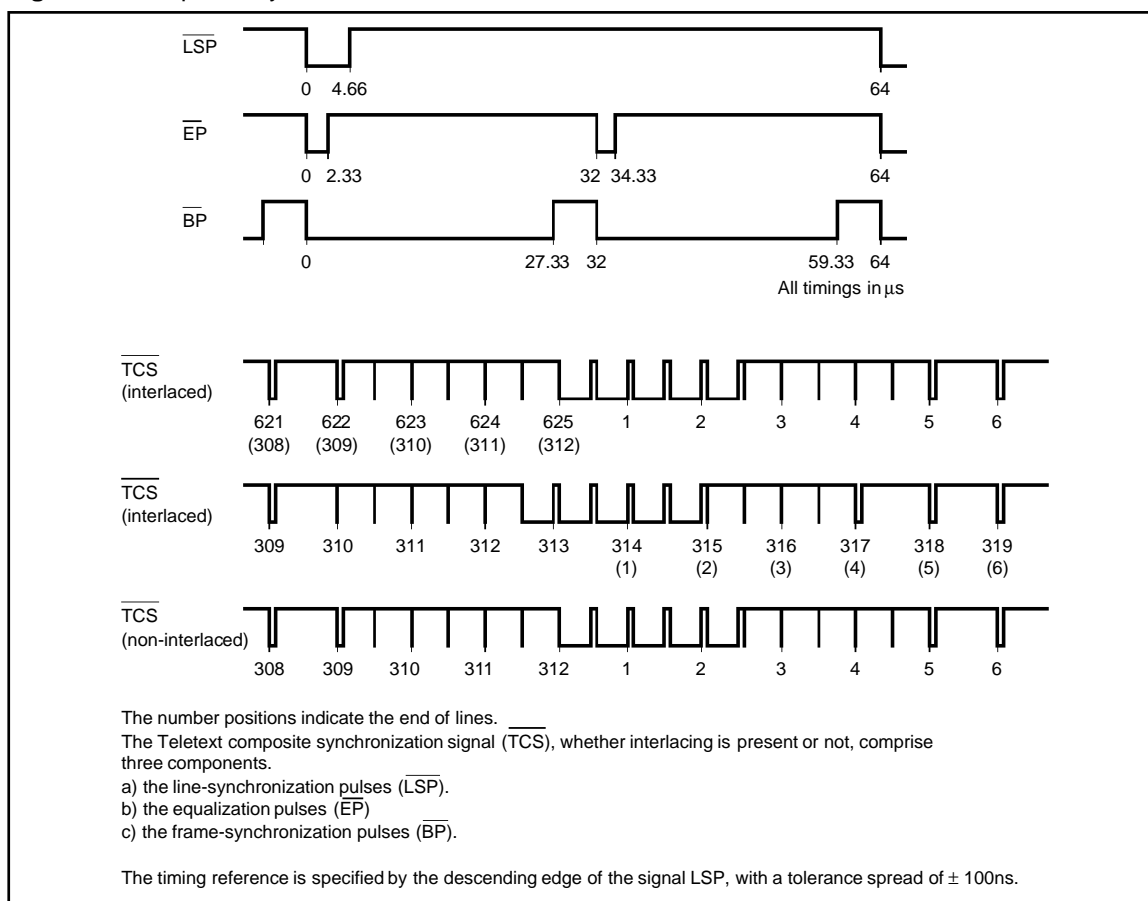 LSP
0 4.66 64
EP
0 2.33 32 34.33 64
BP
0 27.33 32 59.33 64
All timings in µs
TCS
(interlaced)
621 622 623 624 625 1 2 3 4 5 6
(308) (309) (310) (311) (312)
TCS
(interlaced)
309 310 311 312 313 314 315 316 317 318 319
(1) (2) (3) (4) (5) (6)
TCS
(non-interlaced)
308 309 310 311 312 1 2 3 4 5 6
The number positions indicate the end of lines.
The Teletext composite synchronization signal (TCS), whether interlacing is present or not, comprise
three components.
a) the line-synchronization pulses (LSP).
b) the equalization pulses (EP)
c) the frame-synchronization pulses (BP).
The timing reference is specified by the descending edge of the signal LSP, with a tolerance spread of ± 100ns.